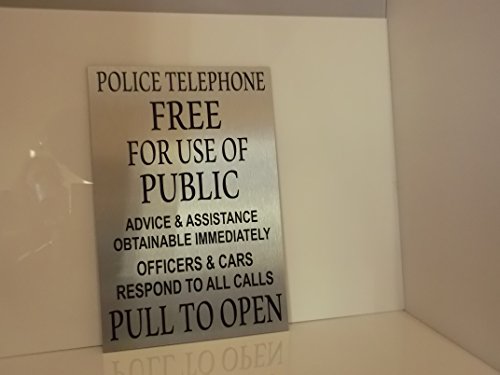 POLICE TELEPHONE
FREE
FOR USE OF
PUBLIC
ADVICE & ASSISTANCE
OBTAINABLE IMMEDIATELY
OFFICERS & CARS
RESPOND TO ALL CALLS
PULL TO OPEN